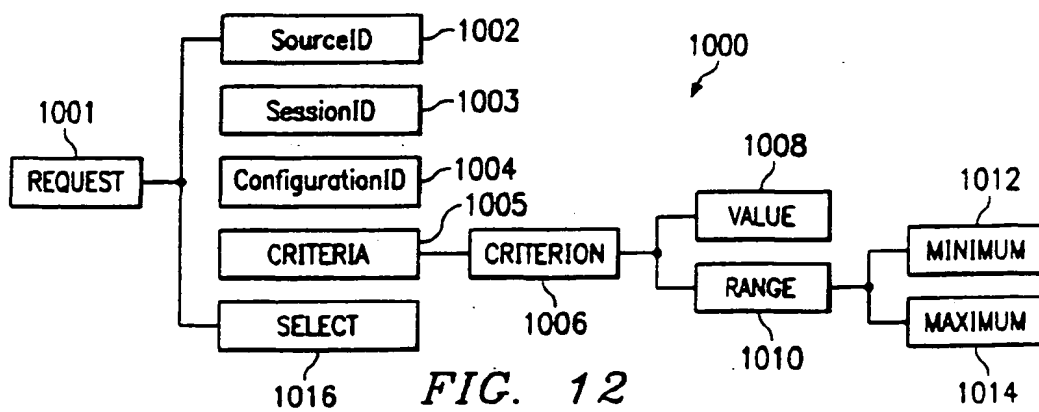 SourceID
1002
1000
1001
SessionID
1003
REQUEST
ConfigurationID
1004
1005
1008
VALUE
1012
CRITERIA
CRITERION
MINIMUM
1006
RANGE
1010
SELECT
1016
MAXIMUM
1014
FIG. 12